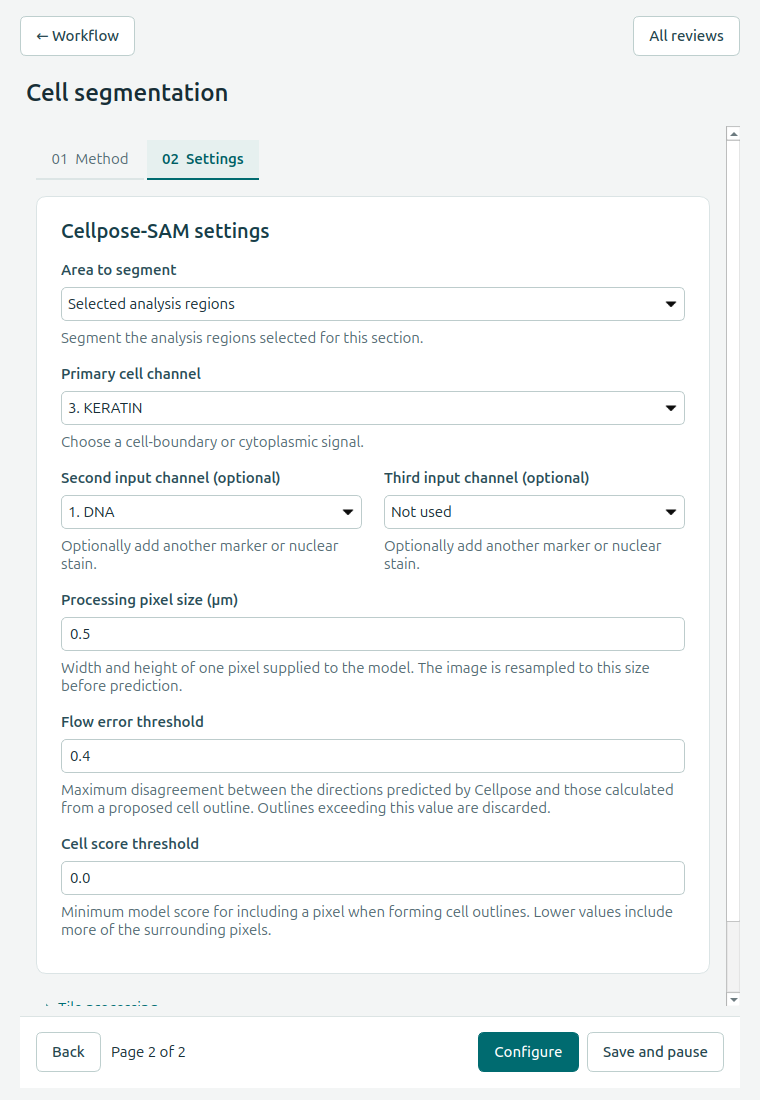 ← Workflow
All reviews
Cell segmentation
01 Method
02 Settings
Cellpose-SAM settings
Area to segment
Selected analysis regions
Segment the analysis regions selected for this section.
Primary cell channel
3. KERATIN
Choose a cell-boundary or cytoplasmic signal.
Second input channel (optional)
1. DNA
Optionally add another marker or nuclear
stain.
Third input channel (optional)
Not used
Optionally add another marker or nuclear
stain.
Processing pixel size (µm)
0.5
Width and height of one pixel supplied to the model. The image is resampled to this size
before prediction.
Flow error threshold
0.4
Maximum disagreement between the directions predicted by Cellpose and those calculated
from a proposed cell outline. Outlines exceeding this value are discarded.
Cell score threshold
0.0
Minimum model score for including a pixel when forming cell outlines. Lower values include
more of the surrounding pixels.
Tile processing
Back
Page 2 of 2
Configure
Save and pause